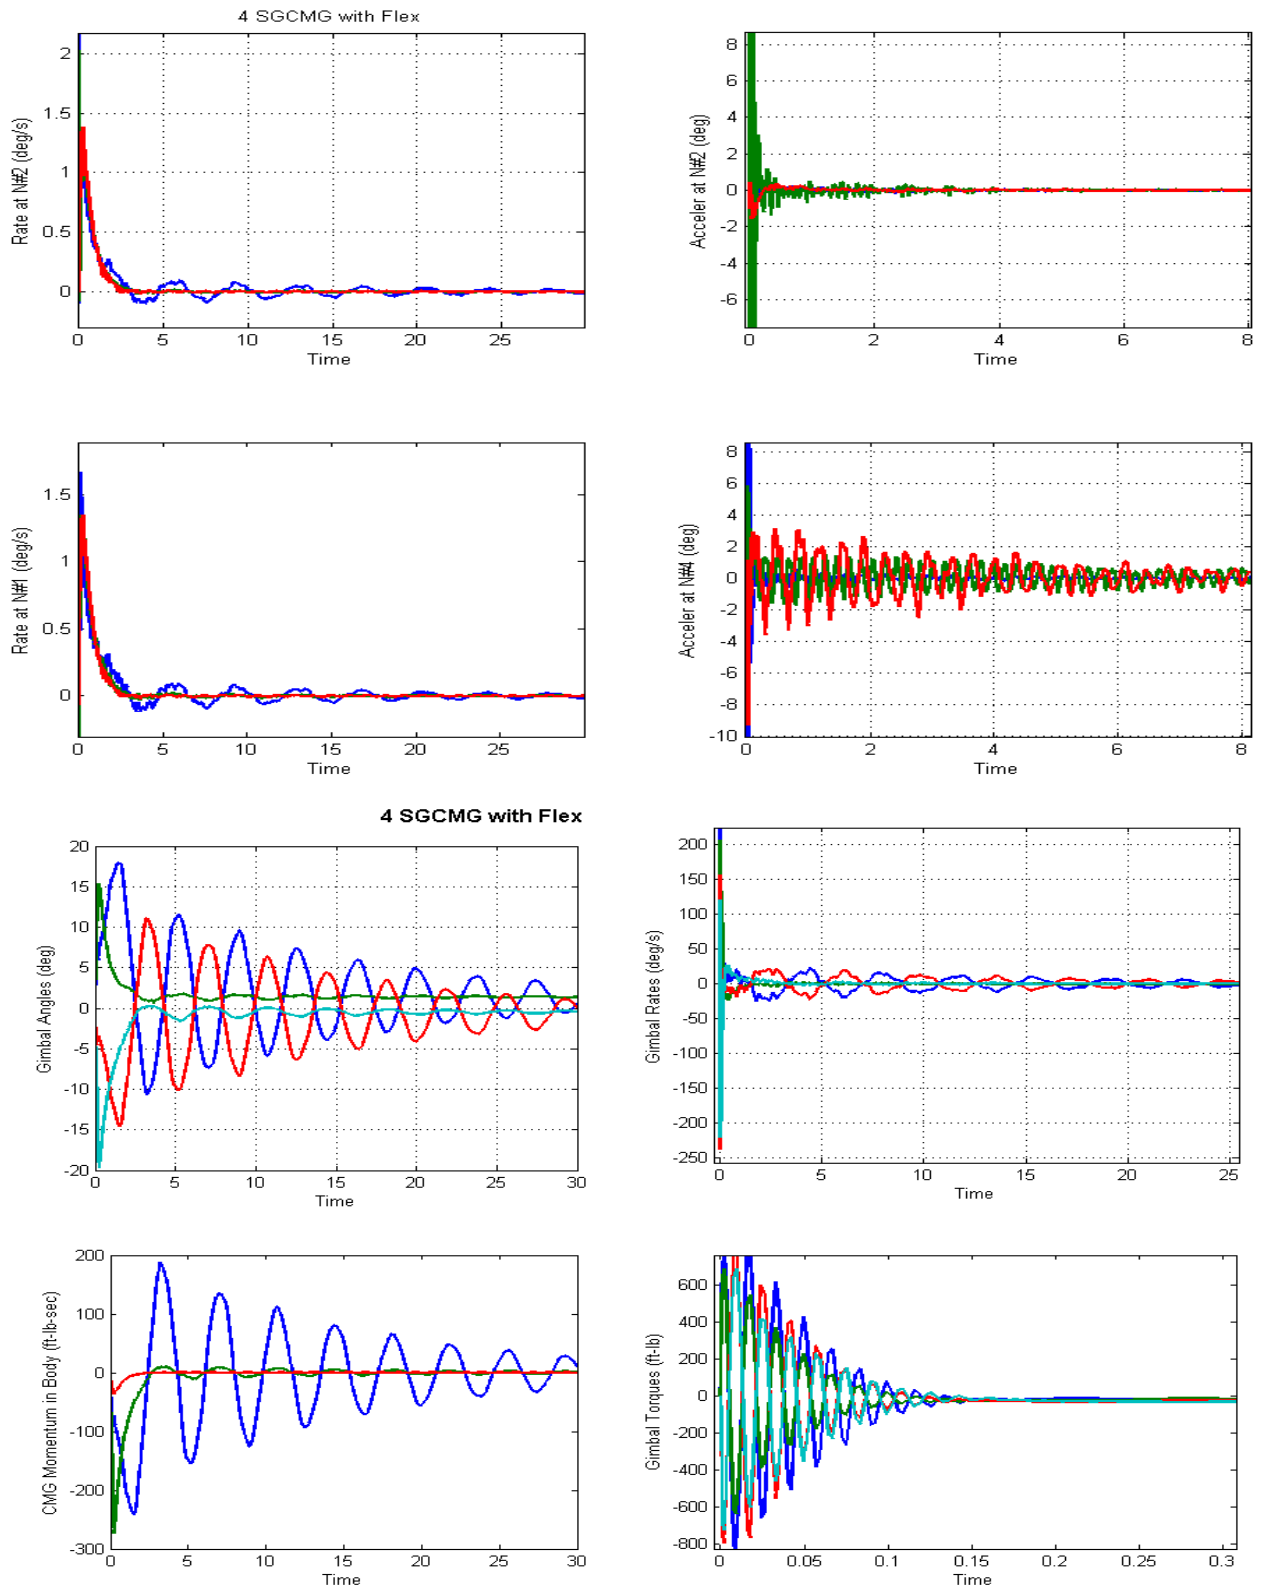 4 SGCMG with Flex
Rate at N#2 (deg/s)
2
1.5
1
0.5
0
0 5 10 15 20 25
Time
Acceler at N#2 (deg)
8
6
4
2
0
-2
-4
-6
0 2 4 6 8
Time
Rate at N#1 (deg/s)
1.5
1
0.5
0
0 5 10 15 20 25
Time
Acceler at N#4 (deg)
8
6
4
2
0
-2
-4
-6
-8
-10
0 2 4 6 8
Time
4 SGCMG with Flex
Gimbal Angles (deg)
20
15
10
5
0
-5
-10
-15
-20
0 5 10 15 20 25 30
Time
Gimbal Rates (deg/s)
200
150
100
50
0
-50
-100
-150
-200
-250
0 5 10 15 20 25
Time
CMG Momentum in Body (ft-lb-sec)
200
100
0
-100
-200
-300
0 5 10 15 20 25 30
Time
Gimbal Torques (ft-lb)
600
400
200
0
-200
-400
-600
-800
0 0.05 0.1 0.15 0.2 0.25 0.3
Time